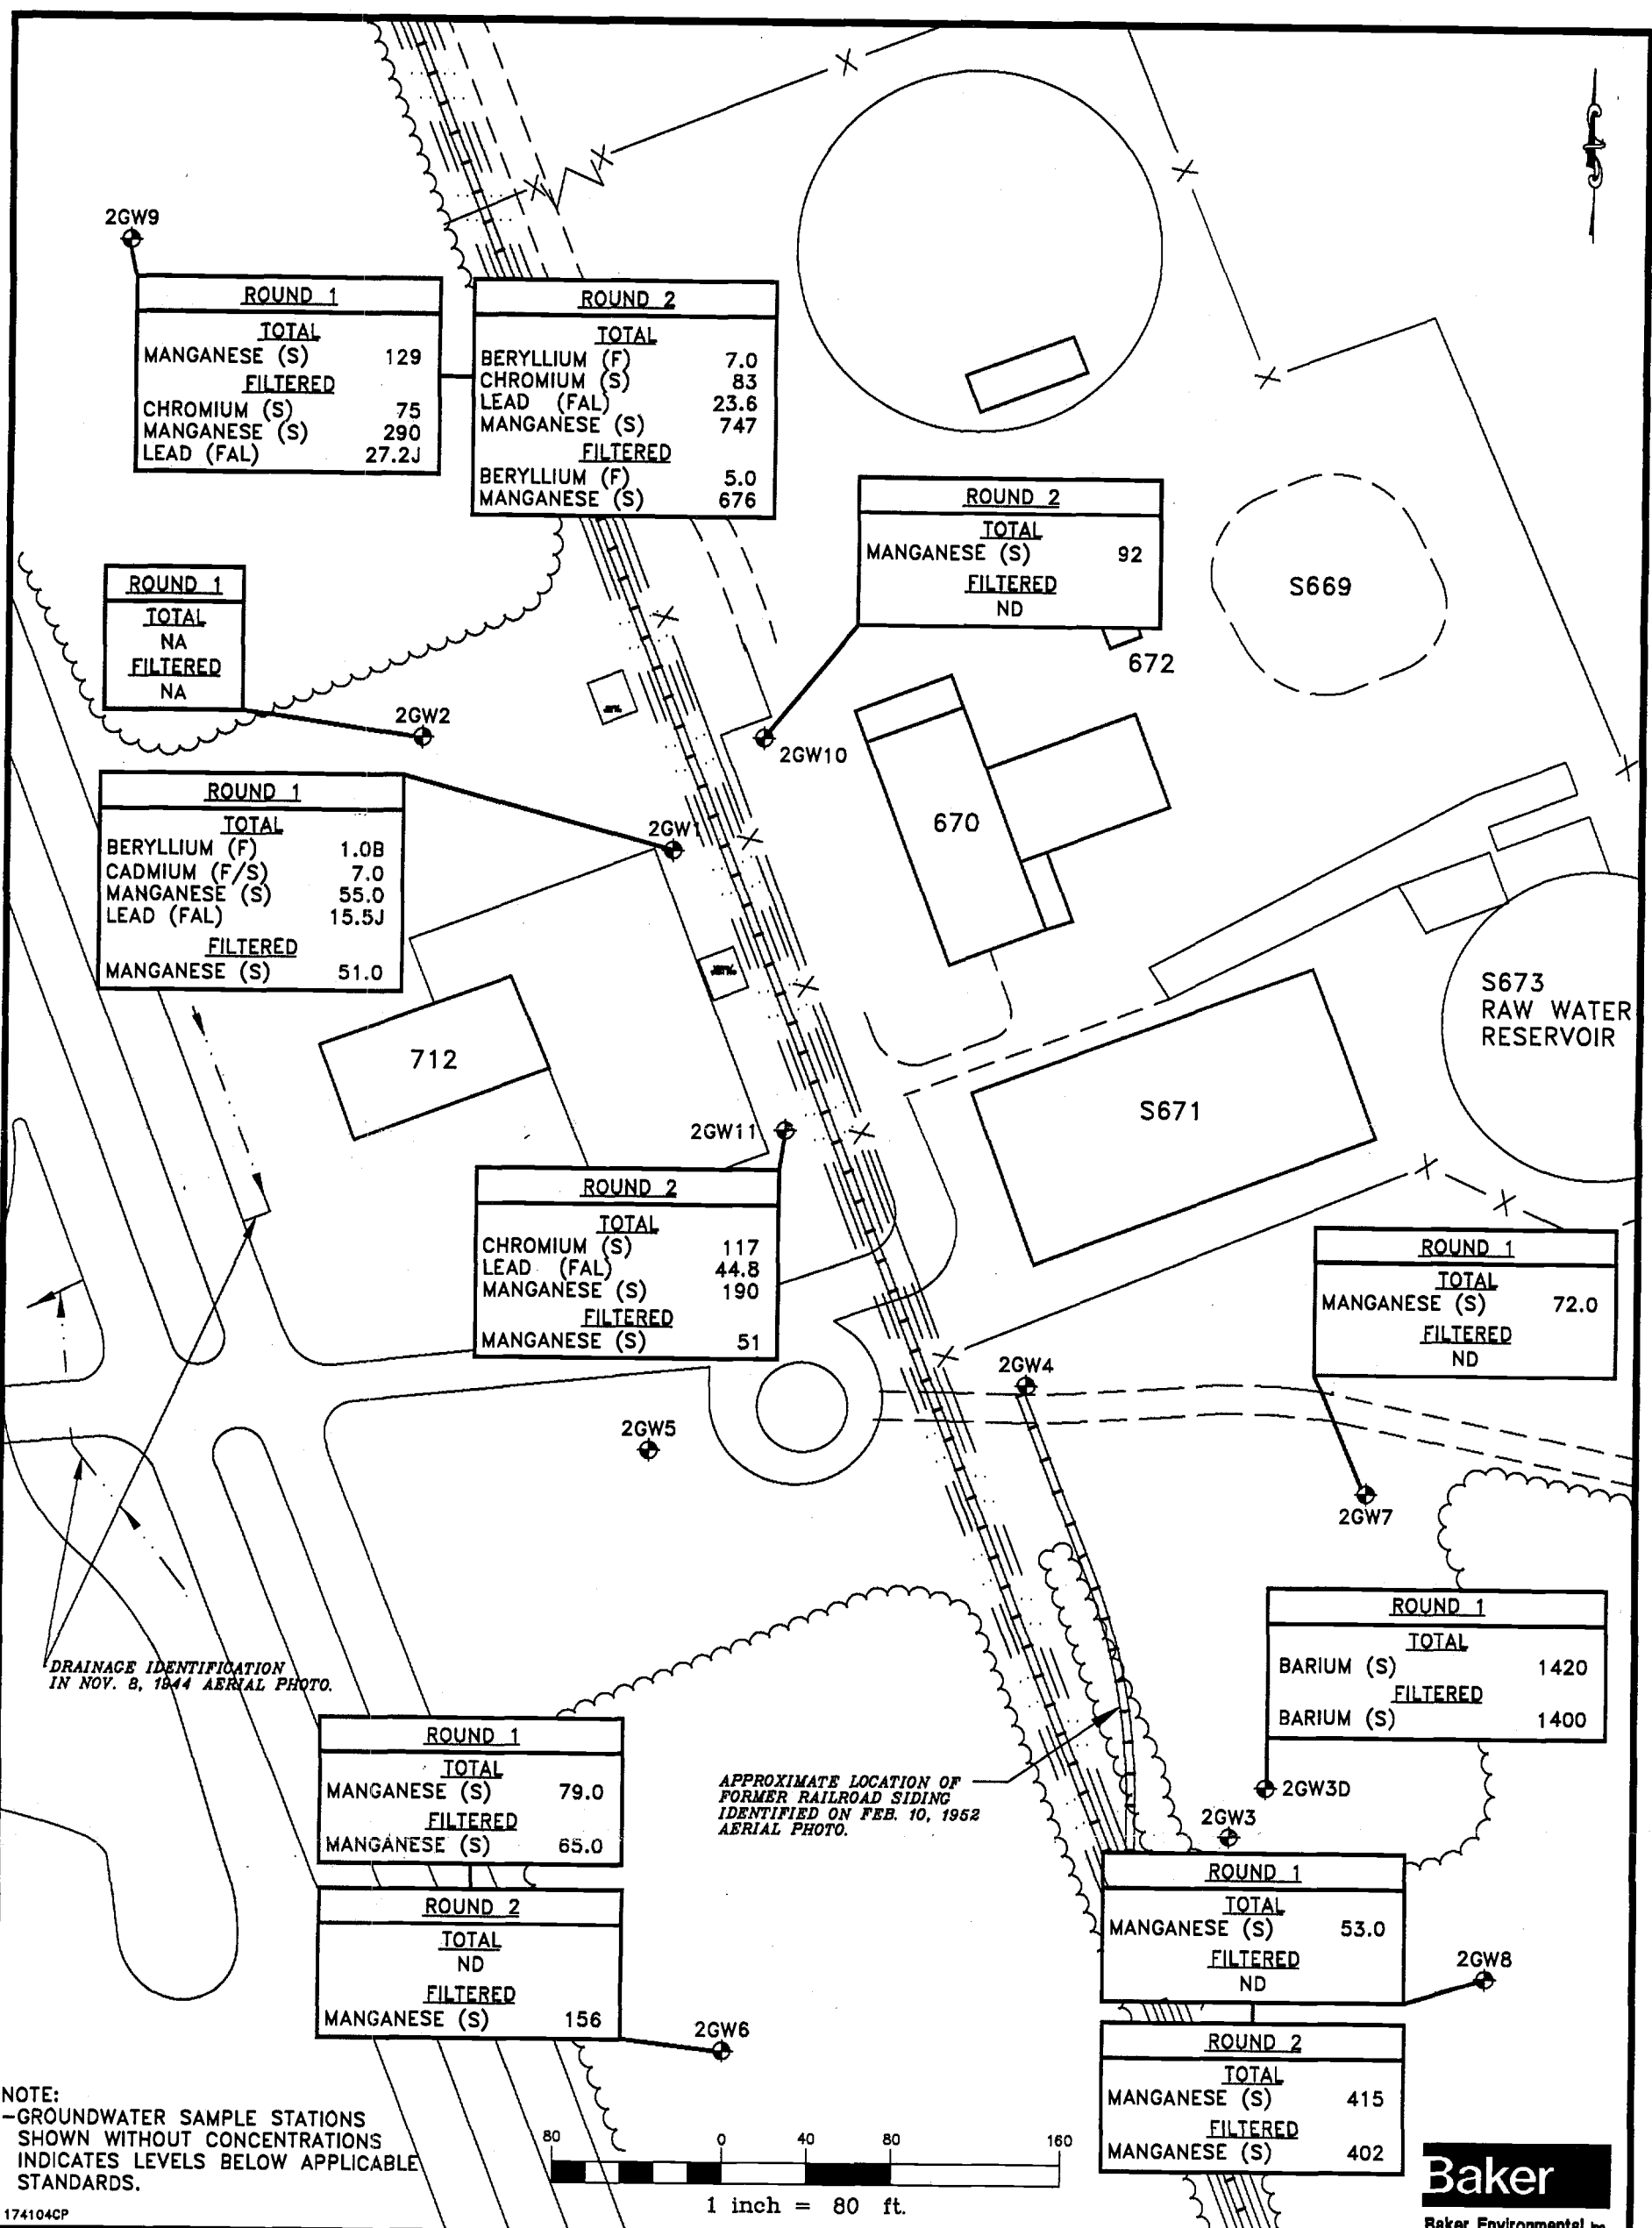 2GW9
ROUND 1
TOTAL
MANGANESE (S) 129
FILTERED
CHROMIUM (S) 75
MANGANESE (S) 290
LEAD (FAL) 27.2J
ROUND 2
TOTAL
BERYLLIUM (F) 7.0
CHROMIUM (S) 83
LEAD (FAL) 23.6
MANGANESE (S) 747
FILTERED
BERYLLIUM (F) 5.0
MANGANESE (S) 676
ROUND 2
TOTAL
MANGANESE (S) 92
FILTERED
ND
S669
672
ROUND 1
TOTAL
NA
FILTERED
NA
2GW2
2GW10
670
ROUND 1
TOTAL
BERYLLIUM (F) 1.0B
CADMIUM (F/S) 7.0
MANGANESE (S) 55.0
LEAD (FAL) 15.5J
FILTERED
MANGANESE (S) 51.0
2GW1
S673
RAW WATER
RESERVOIR
712
S671
2GW11
ROUND 2
TOTAL
CHROMIUM (S) 117
LEAD (FAL) 44.8
MANGANESE (S) 190
FILTERED
MANGANESE (S) 51
ROUND 1
TOTAL
MANGANESE (S) 72.0
FILTERED
ND
2GW4
2GW5
2GW7
DRAINAGE IDENTIFICATION
IN NOV. 8, 1944 AERIAL PHOTO.
ROUND 1
TOTAL
BARIUM (S) 1420
FILTERED
BARIUM (S) 1400
2GW3D
2GW3
APPROXIMATE LOCATION OF
FORMER RAILROAD SIDING
IDENTIFIED ON FEB. 10, 1952
AERIAL PHOTO.
ROUND 1
TOTAL
MANGANESE (S) 79.0
FILTERED
MANGANESE (S) 65.0
ROUND 2
TOTAL
ND
FILTERED
MANGANESE (S) 156
2GW6
ROUND 1
TOTAL
MANGANESE (S) 53.0
FILTERED
ND
2GW8
ROUND 2
TOTAL
MANGANESE (S) 415
FILTERED
MANGANESE (S) 402
NOTE:
-GROUNDWATER SAMPLE STATIONS
SHOWN WITHOUT CONCENTRATIONS
INDICATES LEVELS BELOW APPLICABLE
STANDARDS.
174104CP
80 0 40 80 160
1 inch = 80 ft.
Baker
Baker Environmental, Inc.